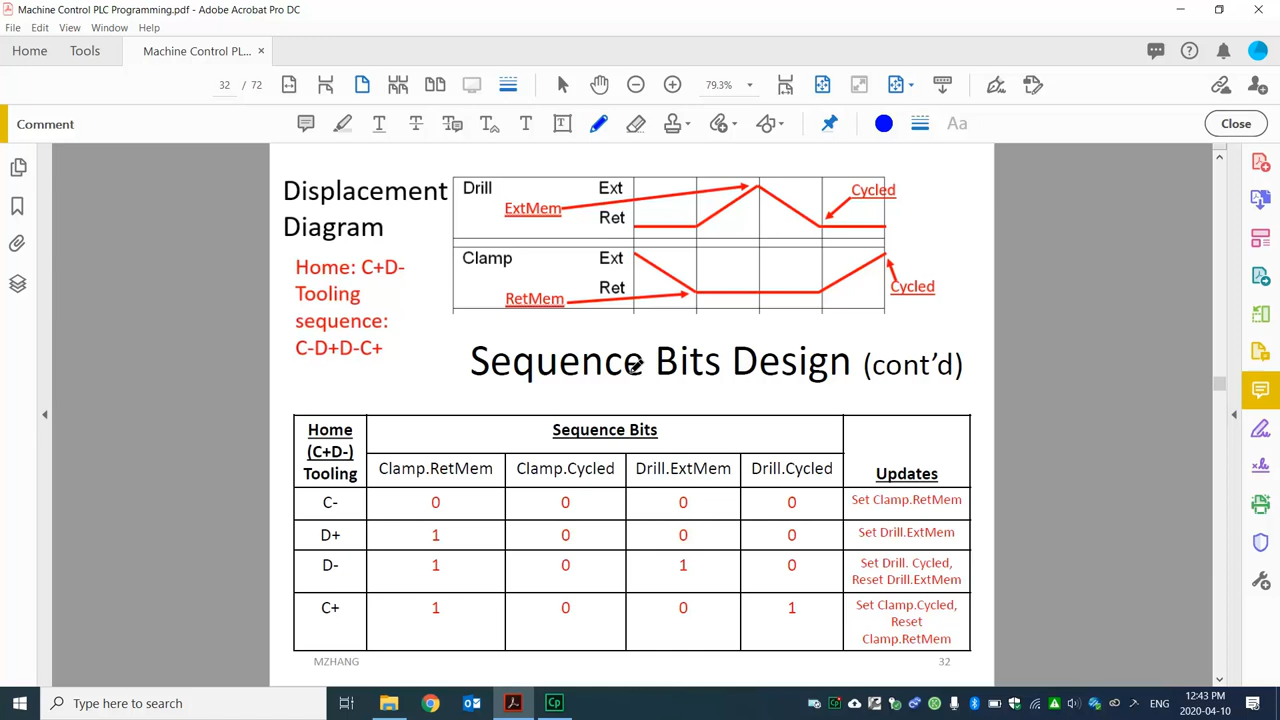 Machine Control PLC Programming.pdf - Adobe Acrobat Pro DC
File Edit View Window Help
Home Tools Machine Control PL... ×
32 / 72 79.3%
Comment Close
Displacement
Diagram
Home: C+D-
Tooling
sequence:
C-D+D-C+
Drill Ext Cycled
ExtMem
Ret
Clamp Ext
Ret Cycled
RetMem
Sequence Bits Design (cont'd)
Home
(C+D-)
Tooling
Sequence Bits
Clamp.RetMem Clamp.Cycled Drill.ExtMem Drill.Cycled Updates
C- 0 0 0 0 Set Clamp.RetMem
D+ 1 0 0 0 Set Drill.ExtMem
D- 1 0 1 0 Set Drill. Cycled,
Reset Drill.ExtMem
C+ 1 0 0 1 Set Clamp.Cycled,
Reset
Clamp.RetMem
MZHANG 32
Type here to search
ENG 12:43 PM
2020-04-10